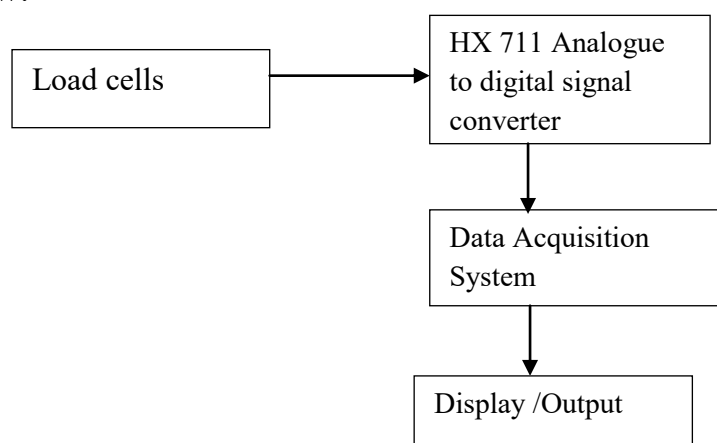 Load cells
HX 711 Analogue
to digital signal
converter
Data Acquisition
System
Display /Output